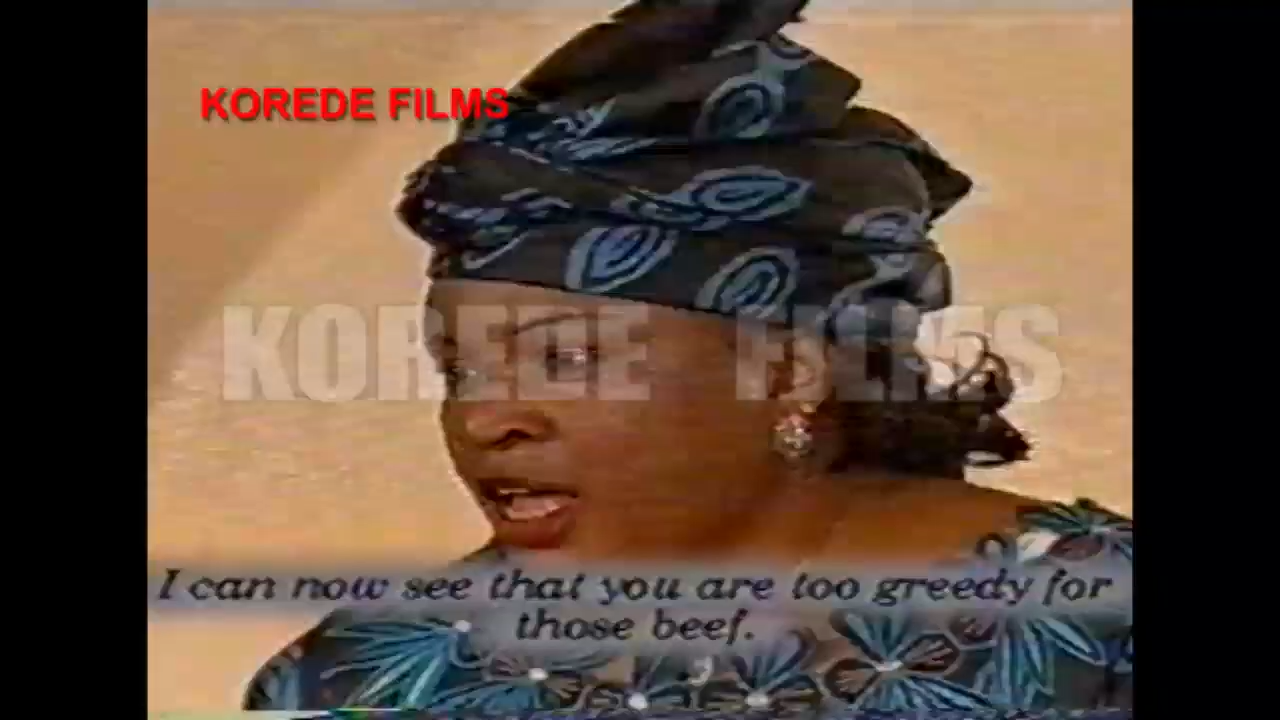 KOREDE FILMS
KOREDE FILMS
I can now see that you are too greedy for
those beef.